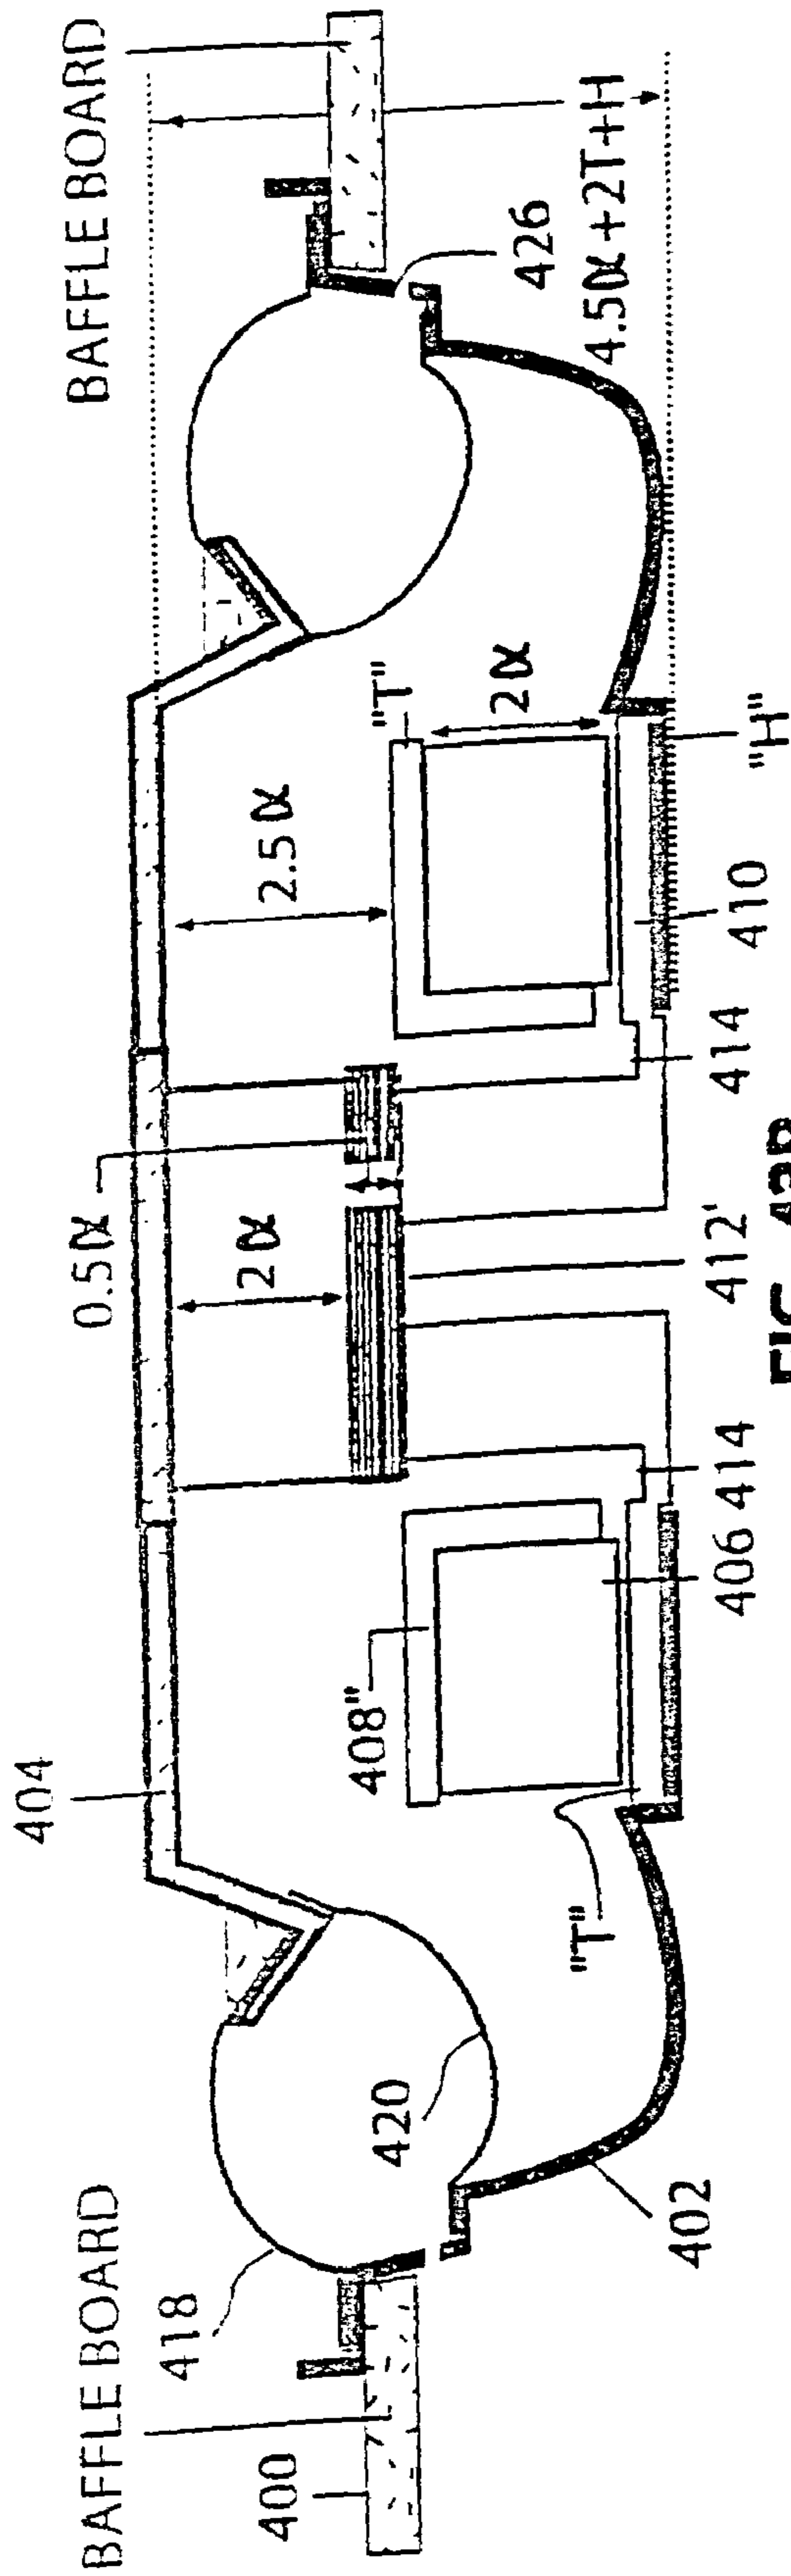 BAFFLE BOARD
BAFFLE BOARD
404
0.5α
418
408"
2α
2.5α
"T"
2α
426
4.5α+2T+H
400
420
"T"
402
406
414
412'
414
410
"H"